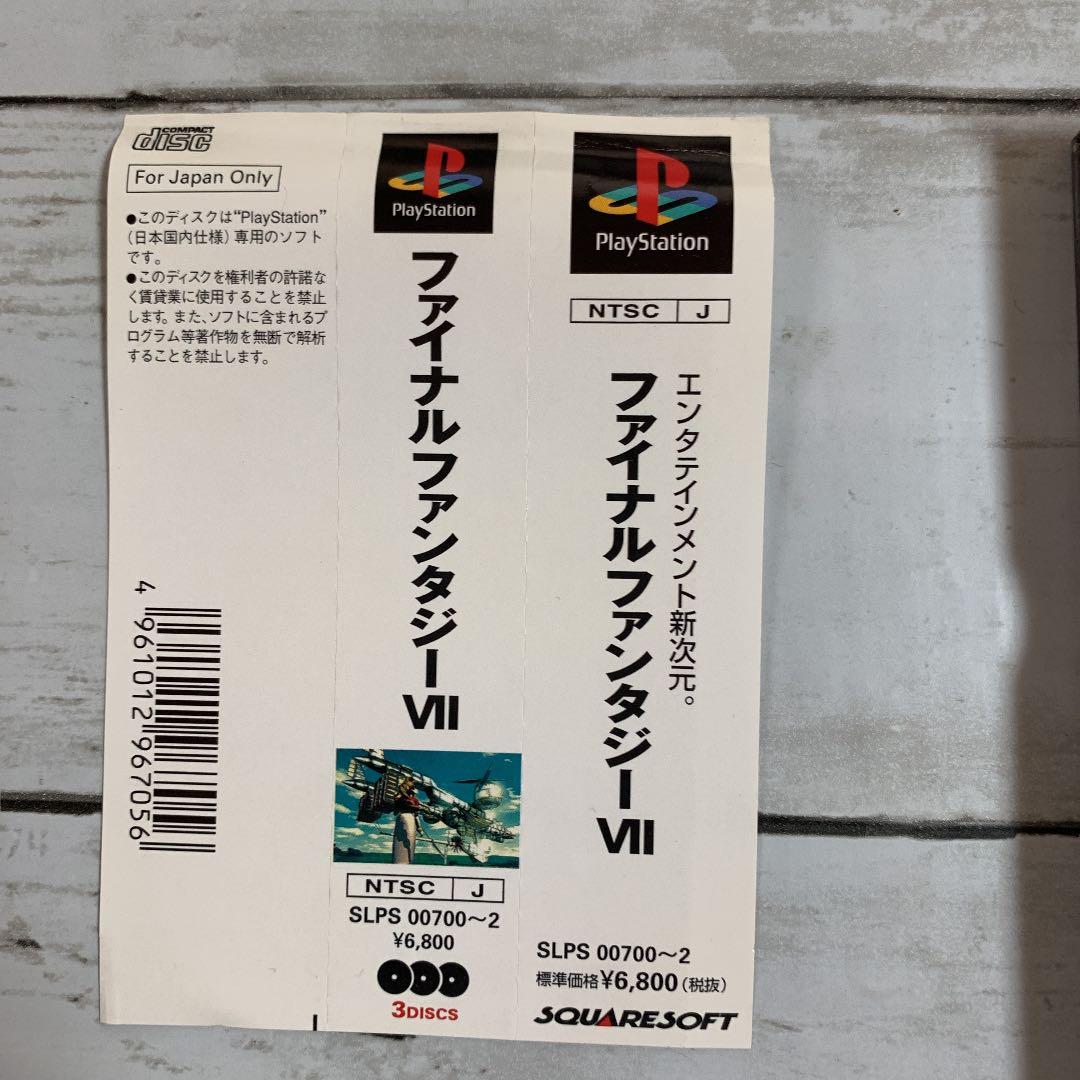 COMPACT
disc
For Japan Only
●このディスクは“PlayStation”
（日本国内仕様）専用のソフト
です。
●このディスクを権利者の許諾な
く賃貸業に使用することを禁止
します。また、ソフトに含まれるプ
ログラム等著作物を無断で解析
することを禁止します。
4 961012 967056
PlayStation
ファイナルファンタジーⅦ
NTSC J
SLPS 00700～2
¥6,800
3DISCS
PlayStation
NTSC J
エンタテインメント新次元。
ファイナルファンタジーⅦ
SLPS 00700～2
標準価格¥6,800（税抜）
SQUARESOFT